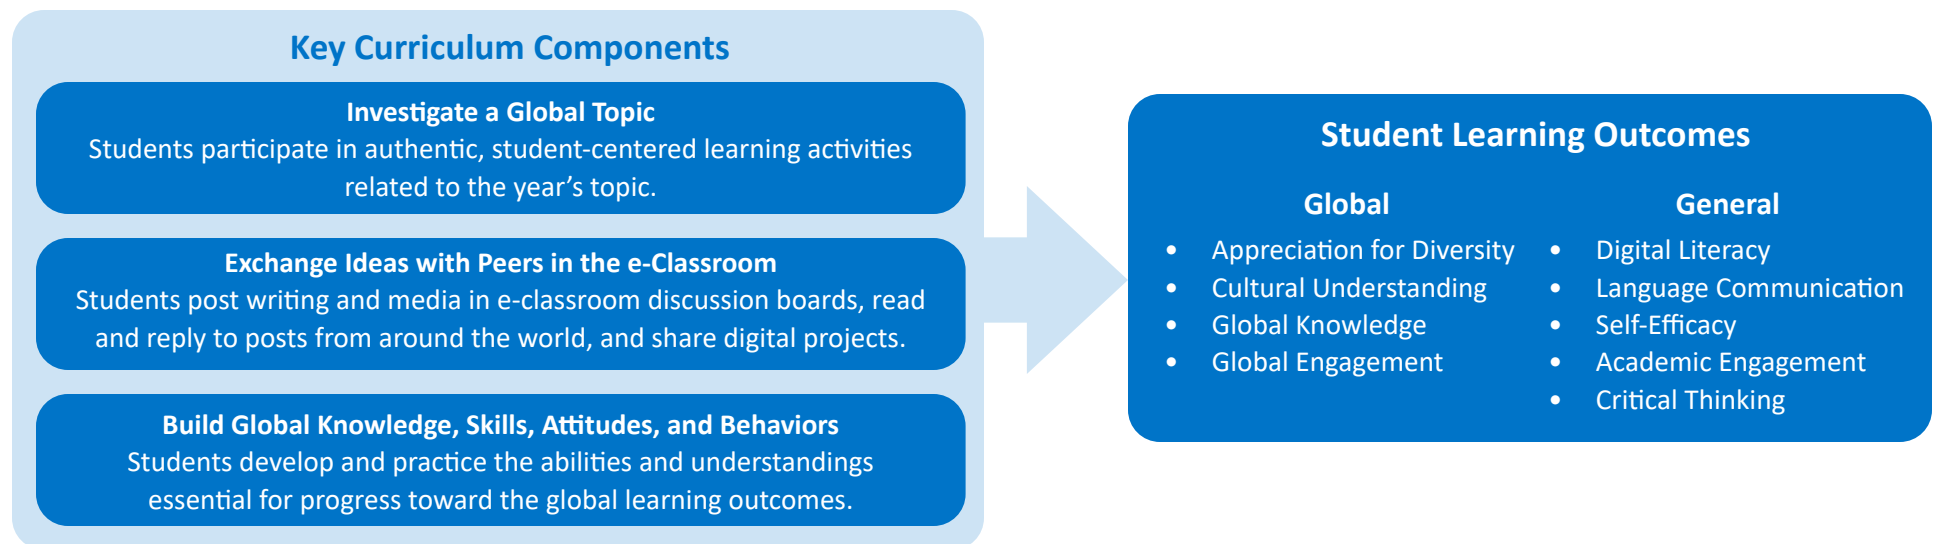 Key Curriculum Components
Investigate a Global Topic
Students participate in authentic, student-centered learning activities
related to the year’s topic.
Exchange Ideas with Peers in the e-Classroom
Students post writing and media in e-classroom discussion boards, read
and reply to posts from around the world, and share digital projects.
Build Global Knowledge, Skills, Attitudes, and Behaviors
Students develop and practice the abilities and understandings
essential for progress toward the global learning outcomes.
Student Learning Outcomes
Global
• Appreciation for Diversity
• Cultural Understanding
• Global Knowledge
• Global Engagement
General
• Digital Literacy
• Language Communication
• Self-Efficacy
• Academic Engagement
• Critical Thinking